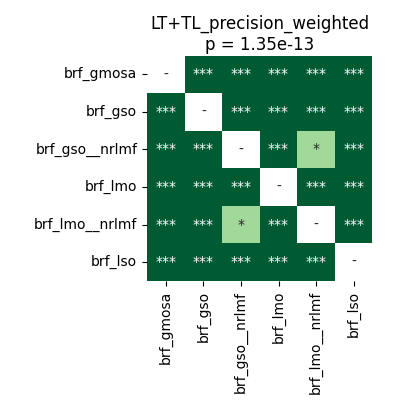 LT+TL_precision_weighted
p = 1.35e-13
brf_gmosa - *** *** *** *** ***
brf_gso *** - *** *** *** ***
brf_gso__nrlmf *** *** - *** * ***
brf_lmo *** *** *** - *** ***
brf_lmo__nrlmf *** *** * *** - ***
brf_lso *** *** *** *** *** -
brf_gmosa
brf_gso
brf_gso__nrlmf
brf_lmo
brf_lmo__nrlmf
brf_lso